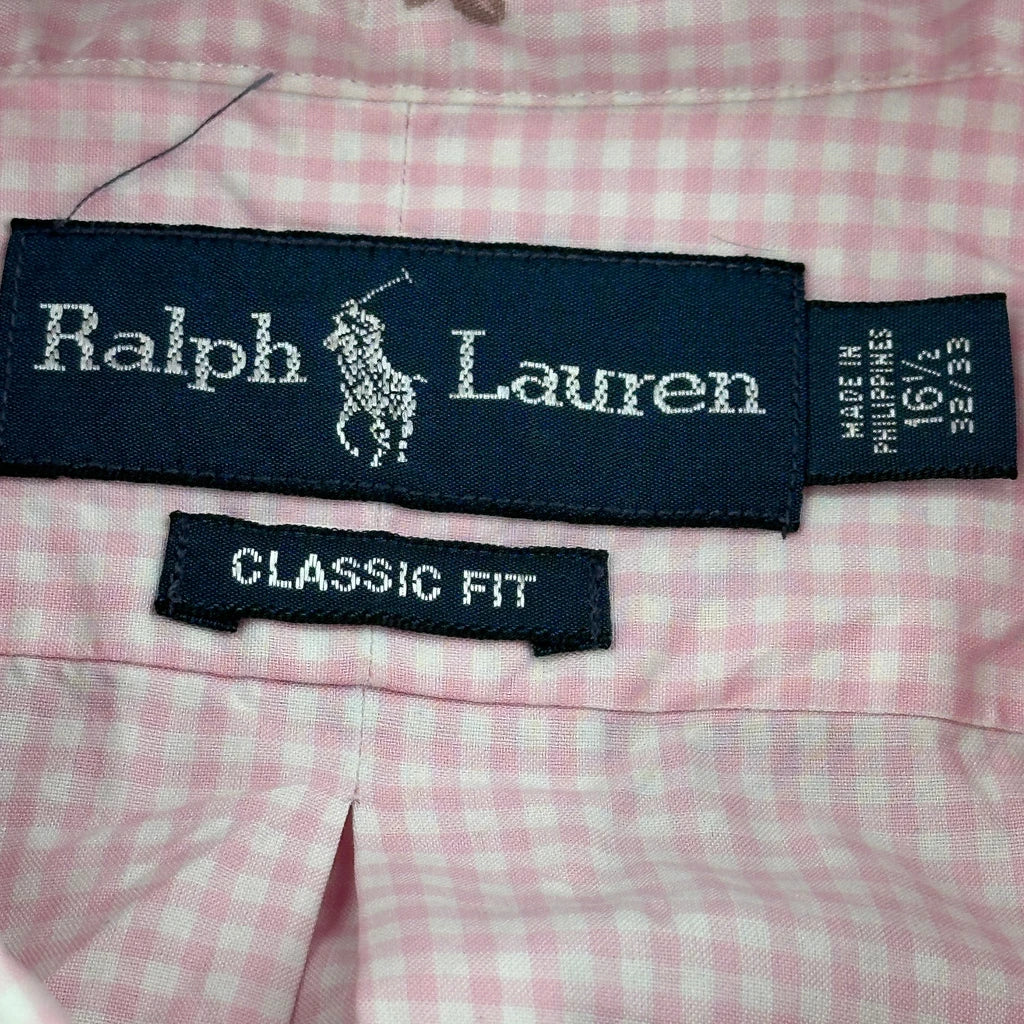 Ralph Lauren
MADE IN
PHILIPPINES
16½
32/33
CLASSIC FIT